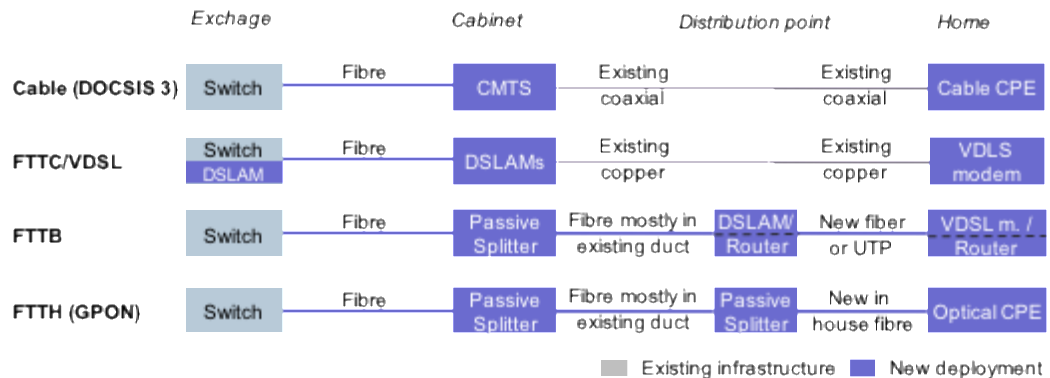 Exchage Cabinet Distribution point Home
Cable (DOCSIS 3) Switch Fibre CMTS Existing coaxial Existing coaxial Cable CPE
FTTC/VDSL Switch DSLAM Fibre DSLAMs Existing copper Existing copper VDLS modem
FTTB Switch Fibre Passive Splitter Fibre mostly in existing duct DSLAM/ Router New fiber or UTP VDSL m. / Router
FTTH (GPON) Switch Fibre Passive Splitter Fibre mostly in existing duct Passive Splitter New in house fibre Optical CPE
Existing infrastructure New deployment